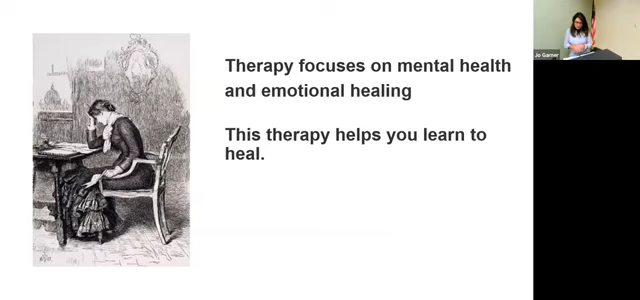 Therapy focuses on mental health
and emotional healing
This therapy helps you learn to
heal.
Jo Garner